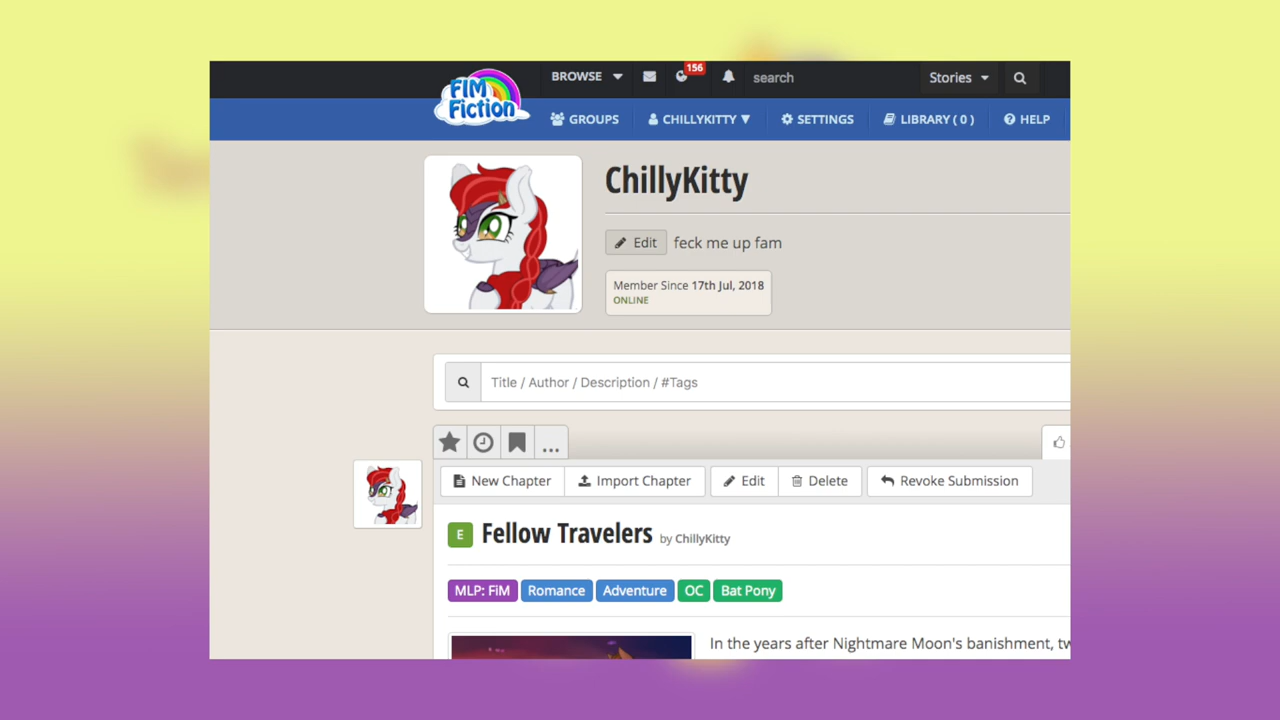 FIM
Fiction
BROWSE
156
search
Stories
GROUPS
CHILLYKITTY
SETTINGS
LIBRARY ( 0 )
HELP
ChillyKitty
Edit
feck me up fam
Member Since 17th Jul, 2018
ONLINE
Title / Author / Description / #Tags
...
New Chapter
Import Chapter
Edit
Delete
Revoke Submission
E Fellow Travelers by ChillyKitty
MLP: FiM
Romance
Adventure
OC
Bat Pony
In the years after Nightmare Moon's banishment,